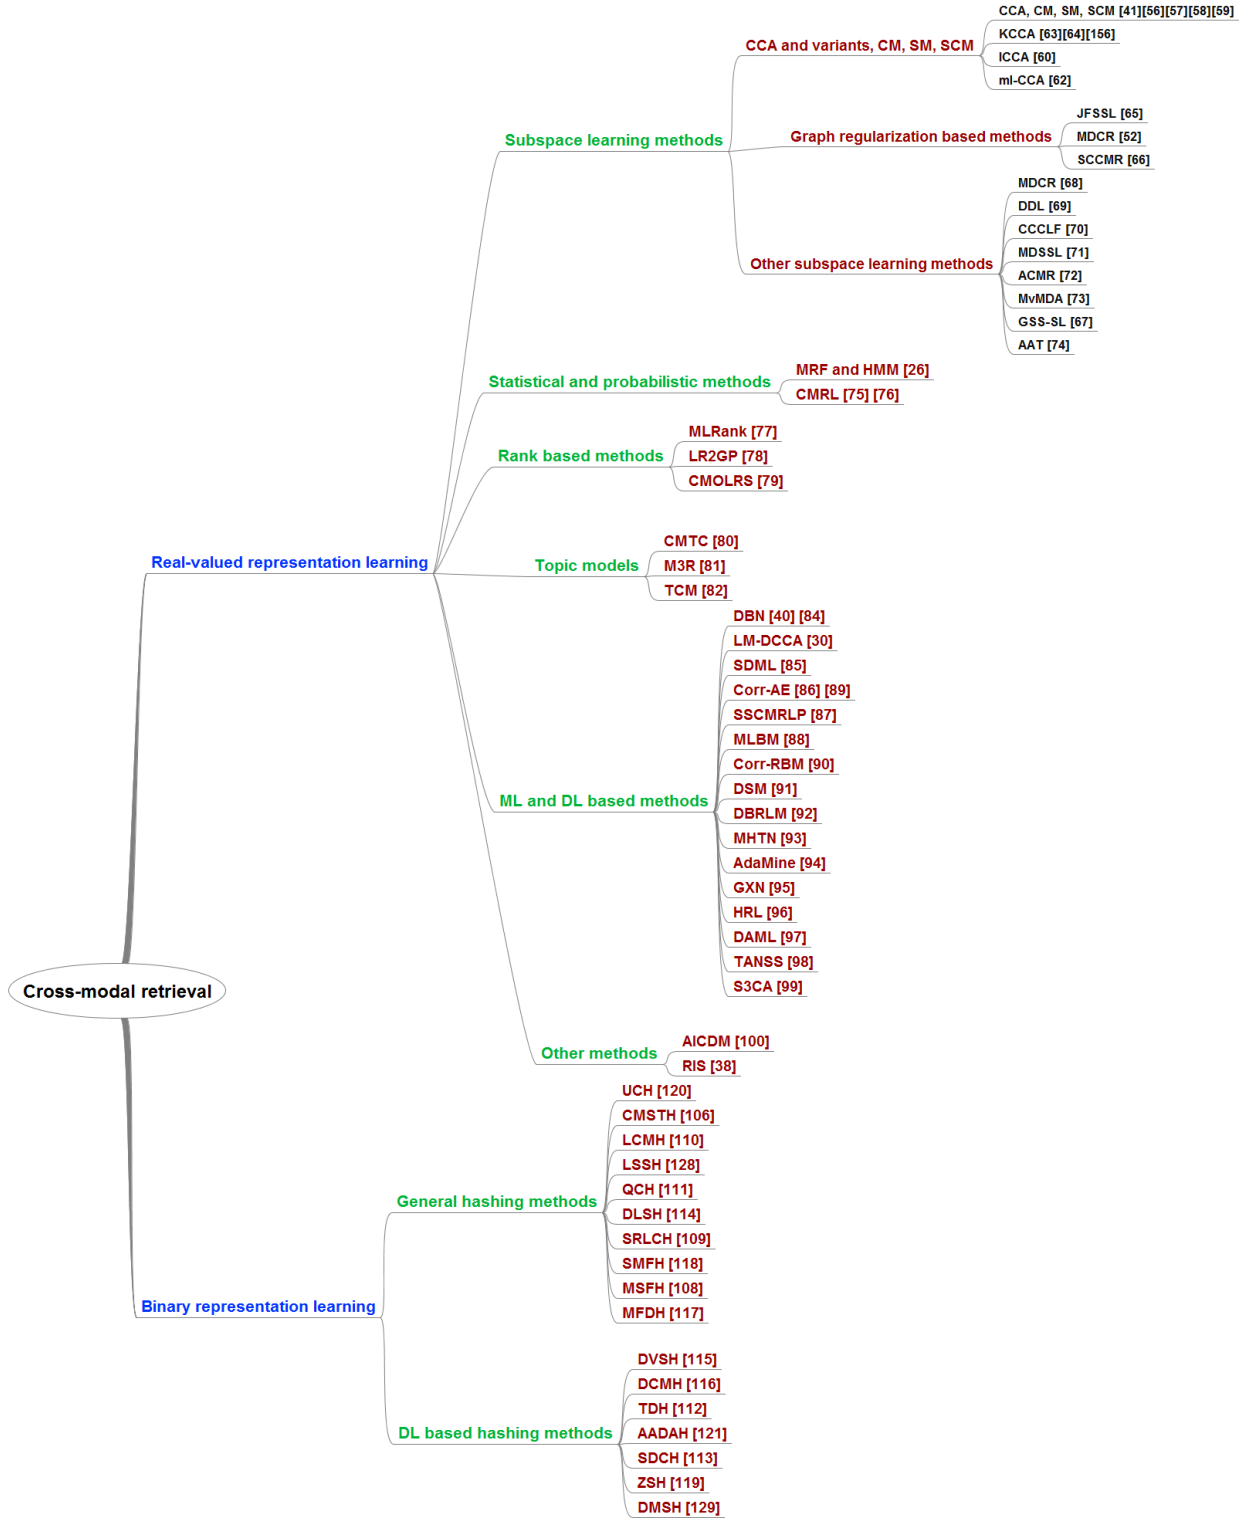 CCA, CM, SM, SCM [41][56][57][58][59]
CCA and variants, CM, SM, SCM
KCCA [63][64][156]
ICCA [60]
ml-CCA [62]
Subspace learning methods
Graph regularization based methods
JFSSL [65]
MDCR [52]
SCCMR [66]
Other subspace learning methods
MDCR [68]
DDL [69]
CCCLF [70]
MDSSL [71]
ACMR [72]
MvMDA [73]
GSS-SL [67]
AAT [74]
Statistical and probabilistic methods
MRF and HMM [26]
CMRL [75] [76]
Rank based methods
MLRank [77]
LR2GP [78]
CMOLRS [79]
Real-valued representation learning
Topic models
CMTC [80]
M3R [81]
TCM [82]
ML and DL based methods
DBN [40] [84]
LM-DCCA [30]
SDML [85]
Corr-AE [86] [89]
SSCMRLP [87]
MLBM [88]
Corr-RBM [90]
DSM [91]
DBRLM [92]
MHTN [93]
AdaMine [94]
GXN [95]
HRL [96]
DAML [97]
TANSS [98]
S3CA [99]
Cross-modal retrieval
Other methods
AICDM [100]
RIS [38]
General hashing methods
UCH [120]
CMSTH [106]
LCMH [110]
LSSH [128]
QCH [111]
DLSH [114]
SRLCH [109]
SMFH [118]
MSFH [108]
MFDH [117]
Binary representation learning
DL based hashing methods
DVSH [115]
DCMH [116]
TDH [112]
AADAH [121]
SDCH [113]
ZSH [119]
DMSH [129]